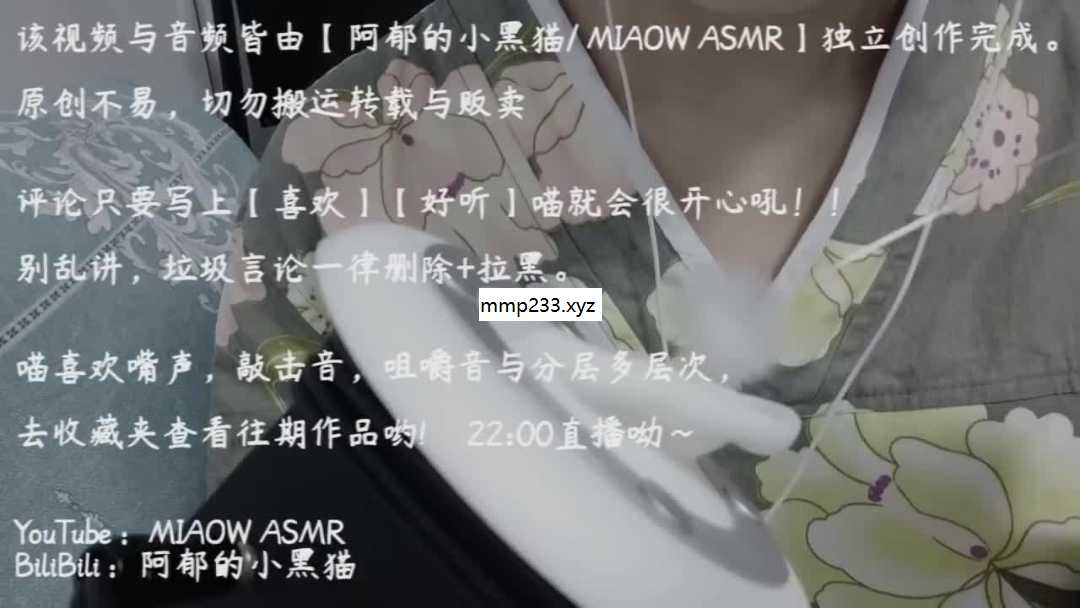 该视频与音频皆由【阿郁的小黑猫/MIAOW ASMR】独立创作完成。
原创不易，切勿搬运转载与贩卖
评论只要写上【喜欢】【好听】喵就会很开心吼！！
别乱讲，垃圾言论一律删除+拉黑。
mmp233.xyz
喵喜欢嘴声，敲击音，咀嚼音与分层多层次，
去收藏夹查看往期作品哟! 22:00直播呦~
YouTube：MIAOW ASMR
BiliBili：阿郁的小黑猫